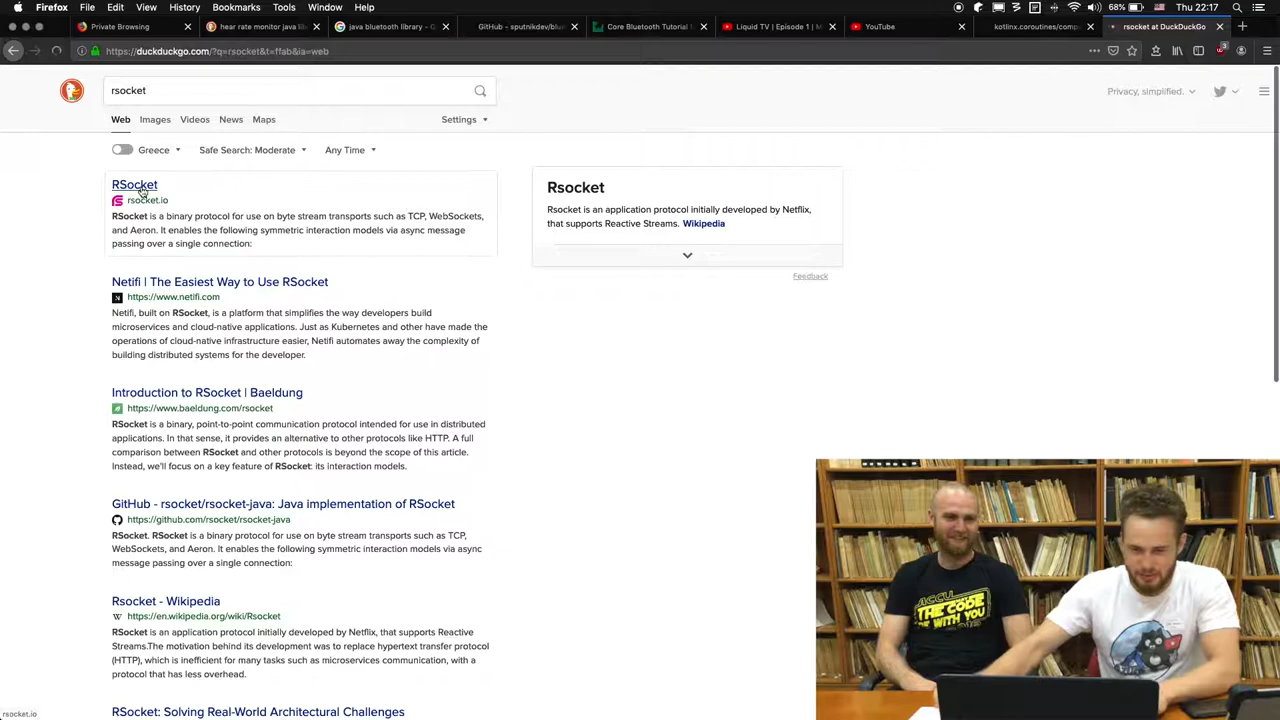 Firefox File Edit View History Bookmarks Tools Window Help
68% Thu 22:17
Private Browsing
hear rate monitor java lib
java bluetooth library - G
GitHub - sputnikdev/blu
Core Bluetooth Tutorial
Liquid TV | Episode 1 | M
YouTube
kotlinx.coroutines/comp
rsocket at DuckDuckGo
https://duckduckgo.com/?q=rsocket&t=ffab&ia=web
3
rsocket
Privacy, simplified.
Web Images Videos News Maps Settings
Greece Safe Search: Moderate Any Time
RSocket
rsocket.io
RSocket is a binary protocol for use on byte stream transports such as TCP, WebSockets,
and Aeron. It enables the following symmetric interaction models via async message
passing over a single connection:
Rsocket
Rsocket is an application protocol initially developed by Netflix,
that supports Reactive Streams. Wikipedia
Feedback
Netifi | The Easiest Way to Use RSocket
https://www.netifi.com
Netifi, built on RSocket, is a platform that simplifies the way developers build
microservices and cloud-native applications. Just as Kubernetes and other have made the
operations of cloud-native infrastructure easier, Netifi automates away the complexity of
building distributed systems for the developer.
Introduction to RSocket | Baeldung
https://www.baeldung.com/rsocket
RSocket is a binary, point-to-point communication protocol intended for use in distributed
applications. In that sense, it provides an alternative to other protocols like HTTP. A full
comparison between RSocket and other protocols is beyond the scope of this article.
Instead, we'll focus on a key feature of RSocket: its interaction models.
GitHub - rsocket/rsocket-java: Java implementation of RSocket
https://github.com/rsocket/rsocket-java
RSocket. RSocket is a binary protocol for use on byte stream transports such as TCP,
WebSockets, and Aeron. It enables the following symmetric interaction models via async
message passing over a single connection:
Rsocket - Wikipedia
https://en.wikipedia.org/wiki/Rsocket
RSocket is an application protocol initially developed by Netflix, that supports Reactive
Streams.The motivation behind its development was to replace hypertext transfer protocol
(HTTP), which is inefficient for many tasks such as microservices communication, with a
protocol that has less overhead.
RSocket: Solving Real-World Architectural Challenges
rsocket.io
ACCU
THE CODE
BE WITH YOU